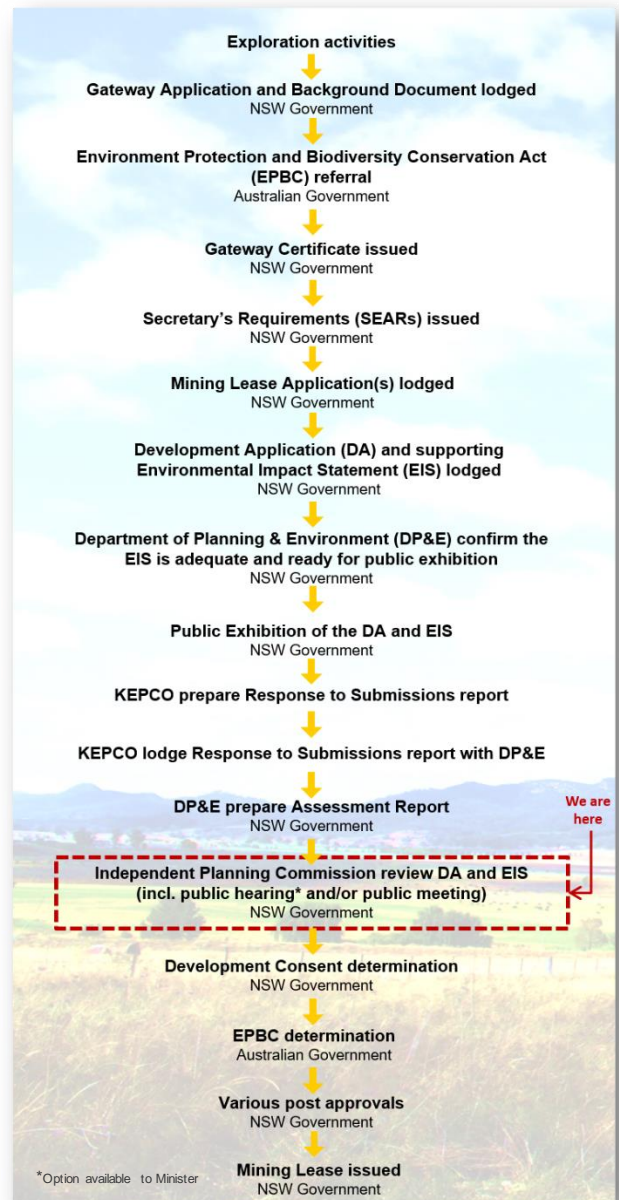 Exploration activities
Gateway Application and Background Document lodged
NSW Government
Environment Protection and Biodiversity Conservation Act
(EPBC) referral
Australian Government
Gateway Certificate issued
NSW Government
Secretary's Requirements (SEARs) issued
NSW Government
Mining Lease Application(s) lodged
NSW Government
Development Application (DA) and supporting
Environmental Impact Statement (EIS) lodged
NSW Government
Department of Planning & Environment (DP&E) confirm the
EIS is adequate and ready for public exhibition
NSW Government
Public Exhibition of the DA and EIS
NSW Government
KEPCO prepare Response to Submissions report
KEPCO lodge Response to Submissions report with DP&E
DP&E prepare Assessment Report
NSW Government
We are
here
Independent Planning Commission review DA and EIS
(incl. public hearing* and/or public meeting)
NSW Government
Development Consent determination
NSW Government
EPBC determination
Australian Government
Various post approvals
NSW Government
Mining Lease issued
NSW Government
*Option available to Minister